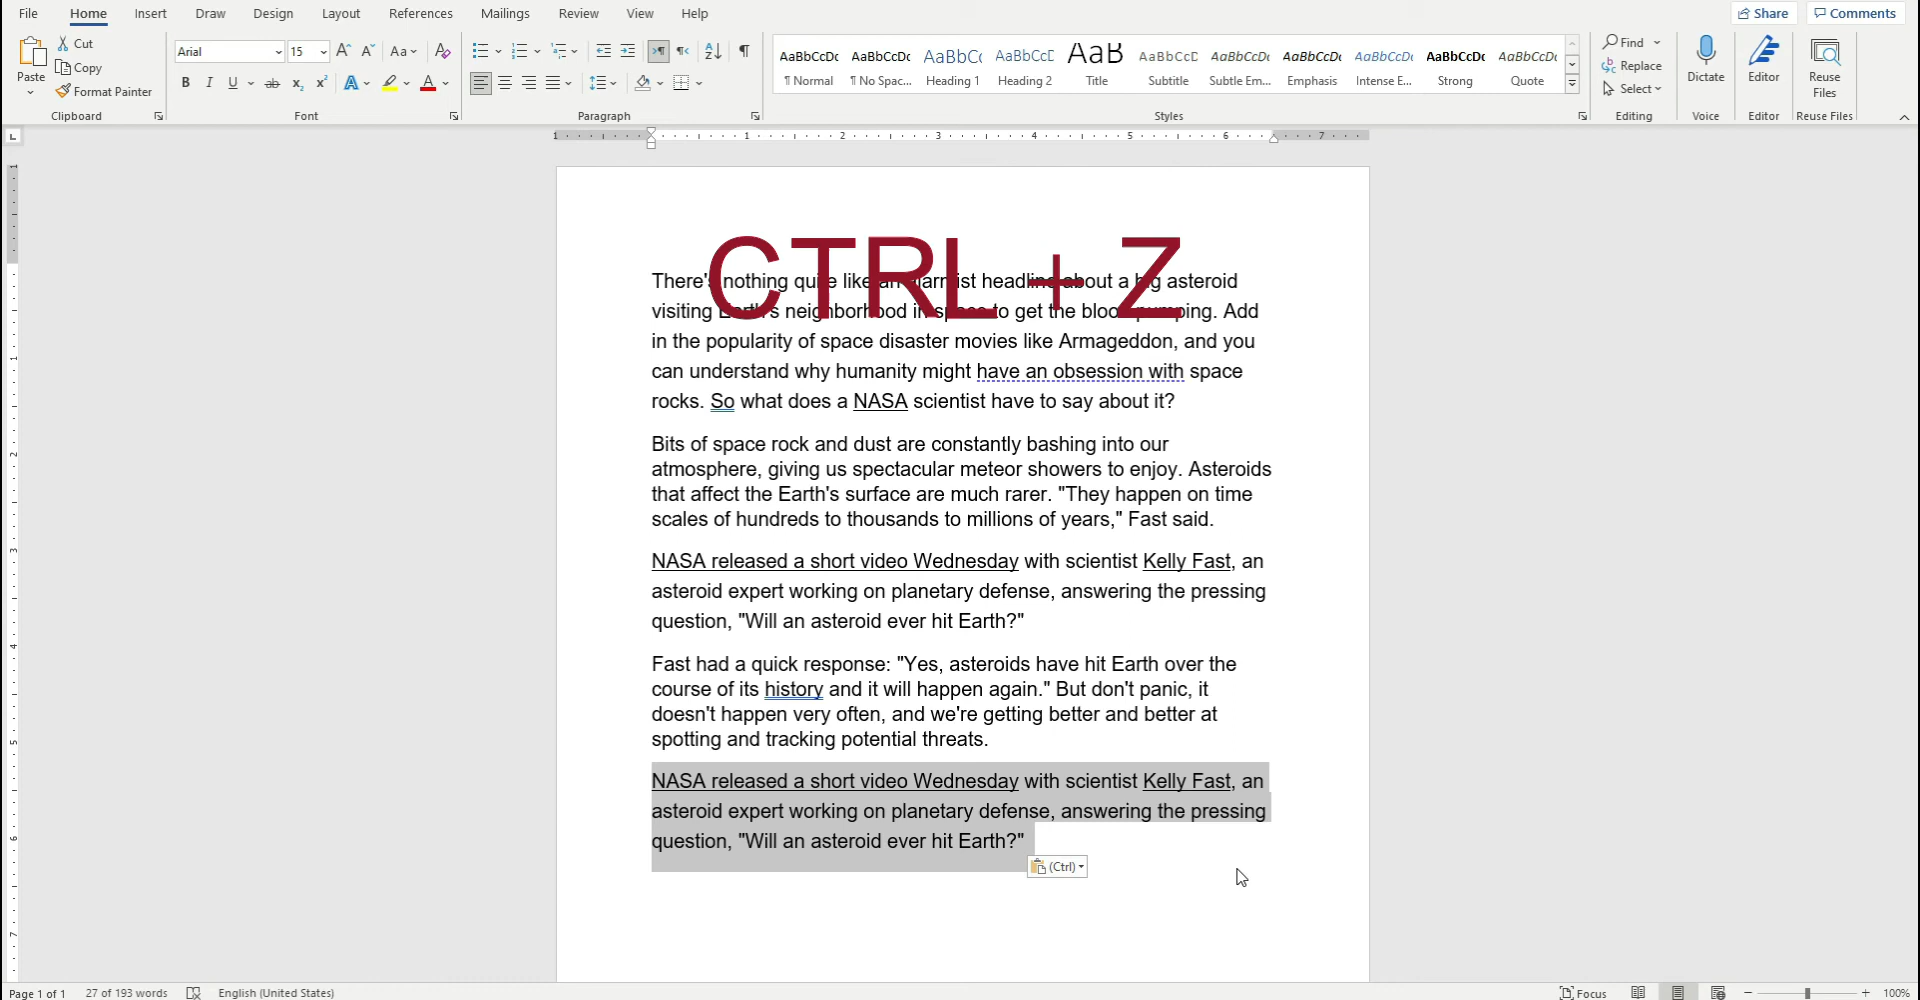 File Home Insert Draw Design Layout References Mailings Review View Help Share Comments
Paste Cut Copy Format Painter
Arial 15
Find Replace Select
Dictate Editor Reuse Files
AaBbCcDc AaBbCcDc AaBbC AaBbCcD AaB AaBbCcD AaBbCcDc AaBbCcDc AaBbCcDc AaBbCcDc AaBbCcDc
¶ Normal ¶ No Spac... Heading 1 Heading 2 Title Subtitle Subtle Em... Emphasis Intense E... Strong Quote
Clipboard Font Paragraph Styles Editing Voice Editor Reuse Files
1 1 2 3 4 5 6 7
CTRL + Z
There's nothing quite like an alarmist headline about a big asteroid
visiting Earth's neighborhood in space to get the blood pumping. Add
in the popularity of space disaster movies like Armageddon, and you
can understand why humanity might have an obsession with space
rocks. So what does a NASA scientist have to say about it?
Bits of space rock and dust are constantly bashing into our
atmosphere, giving us spectacular meteor showers to enjoy. Asteroids
that affect the Earth's surface are much rarer. "They happen on time
scales of hundreds to thousands to millions of years," Fast said.
NASA released a short video Wednesday with scientist Kelly Fast, an
asteroid expert working on planetary defense, answering the pressing
question, "Will an asteroid ever hit Earth?"
Fast had a quick response: "Yes, asteroids have hit Earth over the
course of its history and it will happen again." But don't panic, it
doesn't happen very often, and we're getting better and better at
spotting and tracking potential threats.
NASA released a short video Wednesday with scientist Kelly Fast, an
asteroid expert working on planetary defense, answering the pressing
question, "Will an asteroid ever hit Earth?"
(Ctrl)
Page 1 of 1 27 of 193 words English (United States) Focus 100%